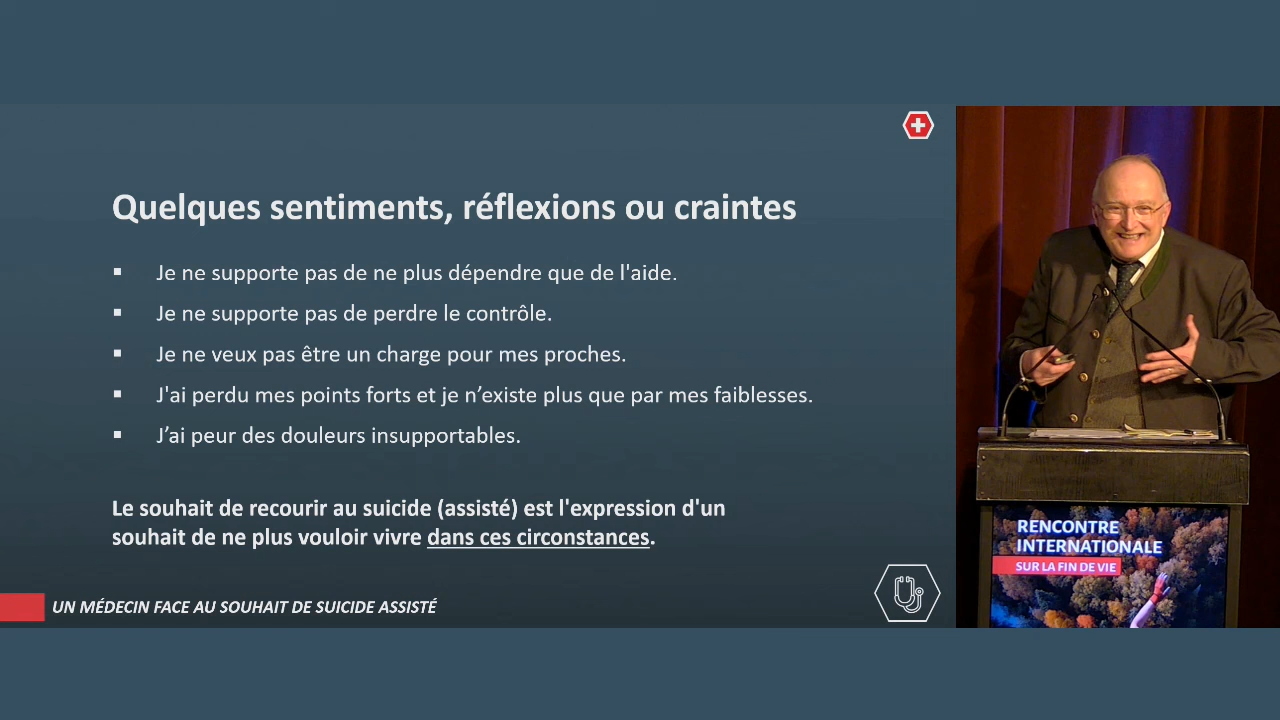 Quelques sentiments, réflexions ou craintes
Je ne supporte pas de ne plus dépendre que de l'aide.
Je ne supporte pas de perdre le contrôle.
Je ne veux pas être un charge pour mes proches.
J'ai perdu mes points forts et je n’existe plus que par mes faiblesses.
J’ai peur des douleurs insupportables.
Le souhait de recourir au suicide (assisté) est l'expression d'un
souhait de ne plus vouloir vivre dans ces circonstances.
UN MÉDECIN FACE AU SOUHAIT DE SUICIDE ASSISTÉ
RENCONTRE
INTERNATIONALE
SUR LA FIN DE VIE